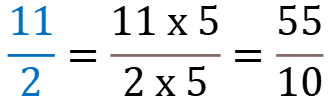 11/2 = 11 x 5/2 x 5 = 55/10